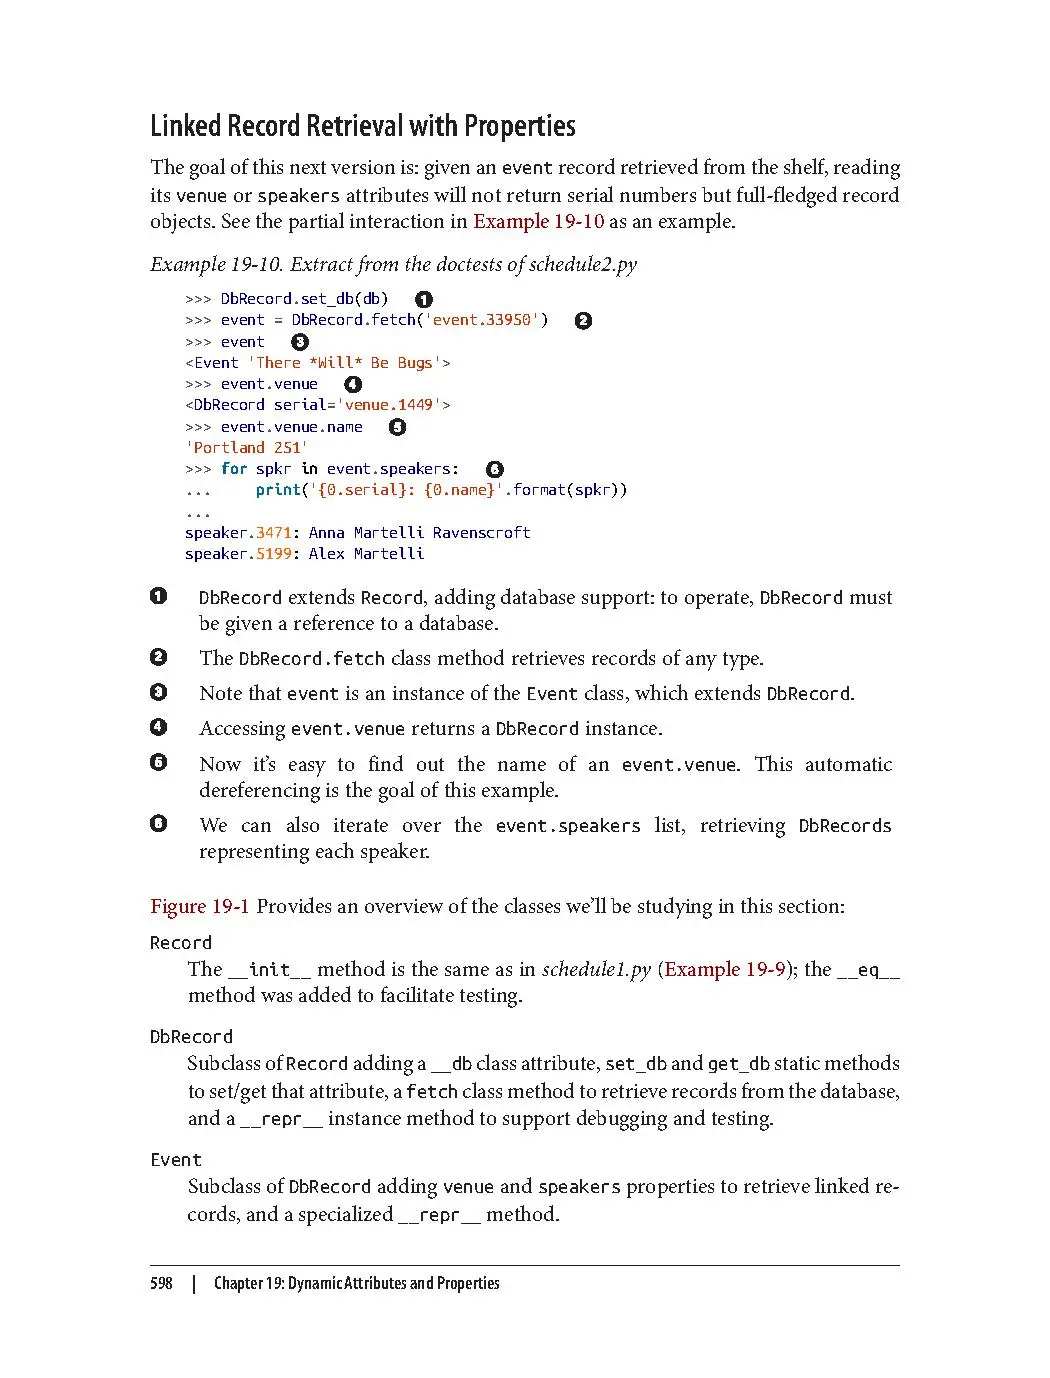 Linked Record Retrieval with Properties
The goal of this next version is: given an event record retrieved from the shelf, reading
its venue or speakers attributes will not return serial numbers but full-fledged record
objects. See the partial interaction in Example 19-10 as an example.
Example 19-10. Extract from the doctests of schedule2.py
>>> DbRecord.set_db(db) ❶
>>> event = DbRecord.fetch('event.33950') ❷
>>> event ❸
<Event 'There *Will* Be Bugs'>
>>> event.venue ❹
<DbRecord serial='venue.1449'>
>>> event.venue.name ❺
'Portland 251'
>>> for spkr in event.speakers: ❻
...     print('{0.serial}: {0.name}'.format(spkr))
...
speaker.3471: Anna Martelli Ravenscroft
speaker.5199: Alex Martelli
❶ DbRecord extends Record, adding database support: to operate, DbRecord must
be given a reference to a database.
❷ The DbRecord.fetch class method retrieves records of any type.
❸ Note that event is an instance of the Event class, which extends DbRecord.
❹ Accessing event.venue returns a DbRecord instance.
❺ Now it’s easy to find out the name of an event.venue. This automatic
dereferencing is the goal of this example.
❻ We can also iterate over the event.speakers list, retrieving DbRecords
representing each speaker.
Figure 19-1 Provides an overview of the classes we’ll be studying in this section:
Record
The __init__ method is the same as in schedule1.py (Example 19-9); the __eq__
method was added to facilitate testing.
DbRecord
Subclass of Record adding a __db class attribute, set_db and get_db static methods
to set/get that attribute, a fetch class method to retrieve records from the database,
and a __repr__ instance method to support debugging and testing.
Event
Subclass of DbRecord adding venue and speakers properties to retrieve linked re-
cords, and a specialized __repr__ method.
598 | Chapter 19: Dynamic Attributes and Properties